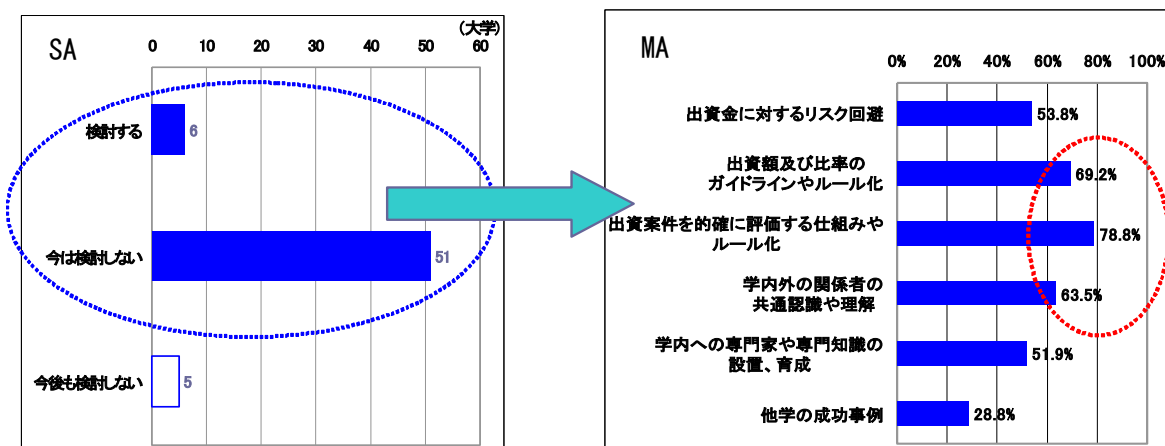 SA
(大学)
0 10 20 30 40 50 60
検討する
6
今は検討しない
51
今後も検討しない
5
MA
0% 20% 40% 60% 80% 100%
出資金に対するリスク回避
53.8%
出資額及び比率の
ガイドラインやルール化
69.2%
出資案件を的確に評価する仕組みや
ルール化
78.8%
学内外の関係者の
共通認識や理解
63.5%
学内への専門家や専門知識の
設置、育成
51.9%
他学の成功事例
28.8%